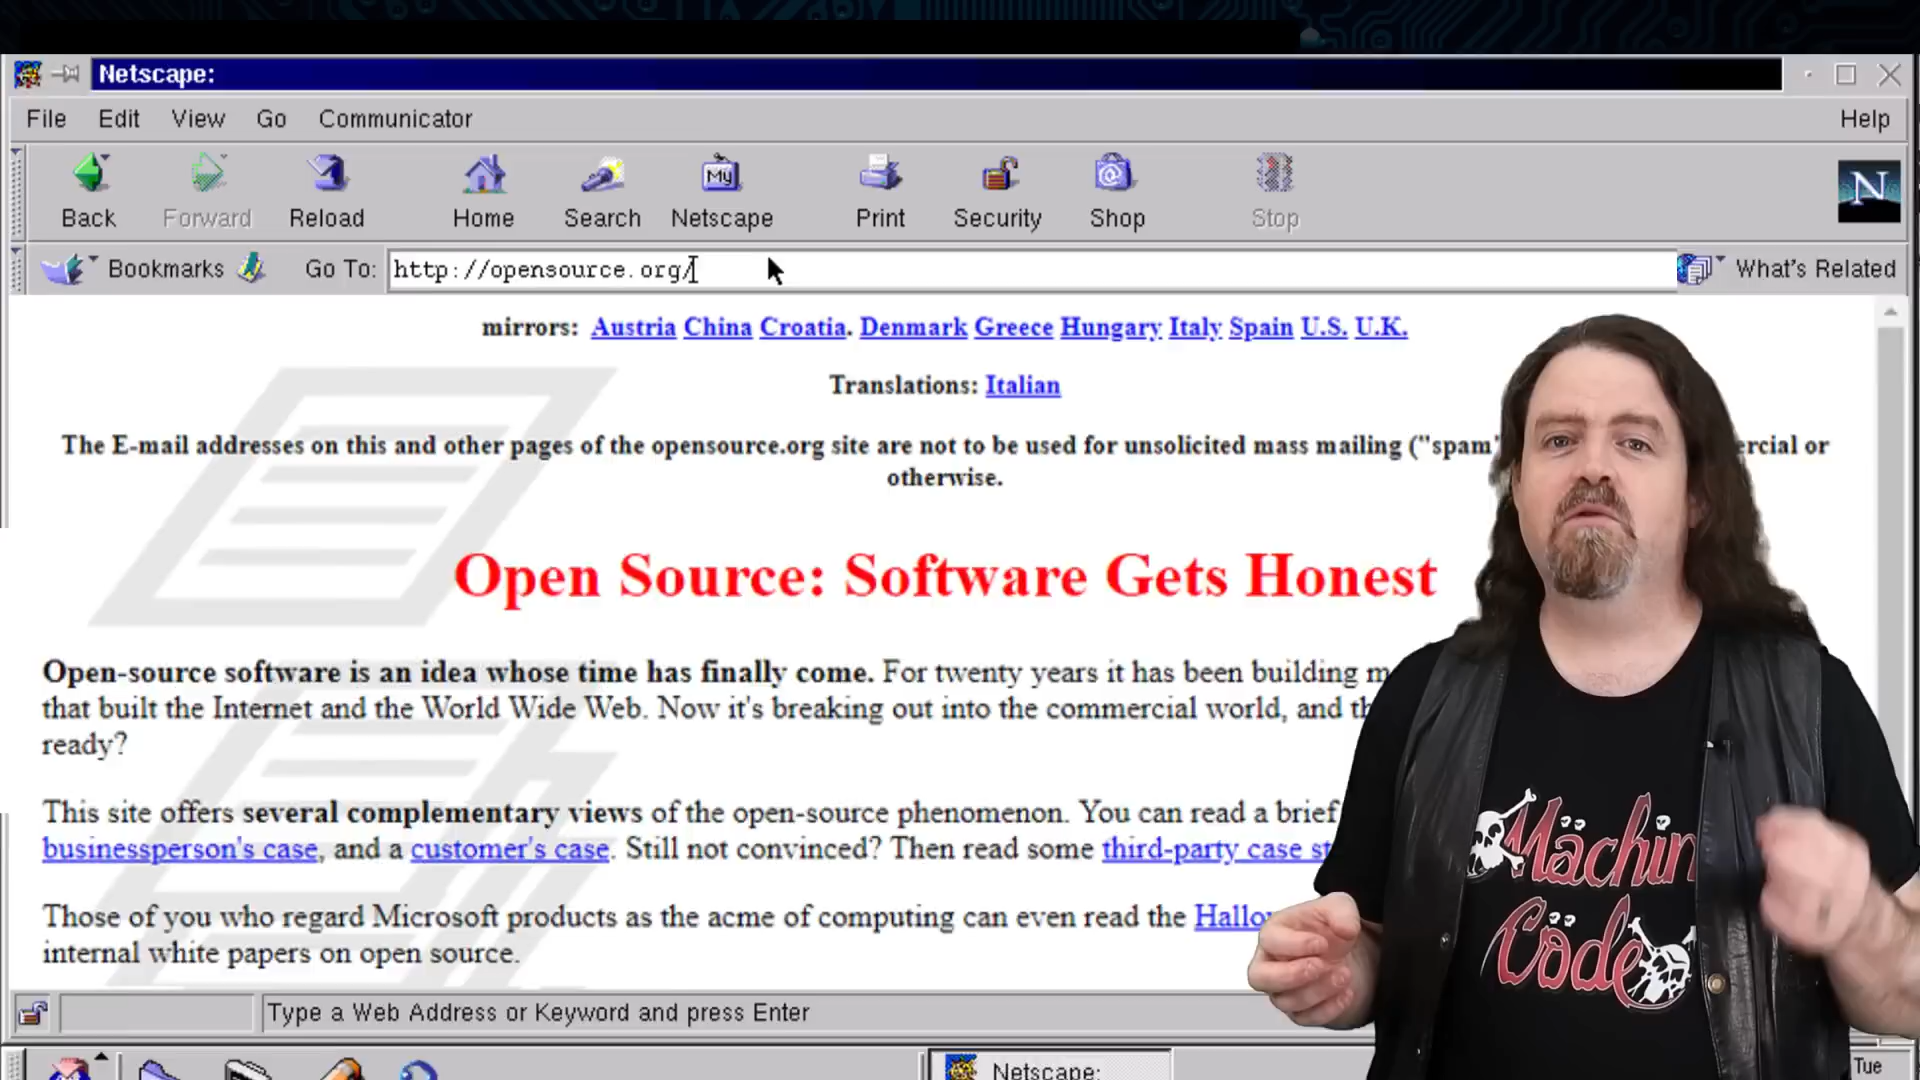 Netscape:
File Edit View Go Communicator Help
My
N
Back Forward Reload Home Search Netscape Print Security Shop Stop
Bookmarks Go To: http://opensource.org/ What's Related
mirrors: Austria China Croatia. Denmark Greece Hungary Italy Spain U.S. U.K.
Translations: Italian
The E-mail addresses on this and other pages of the opensource.org site are not to be used for unsolicited mass mailing ("spam" or
otherwise.
Open Source: Software Gets Honest
Open-source software is an idea whose time has finally come. For twenty years it has been building
that built the Internet and the World Wide Web. Now it's breaking out into the commercial world, and
ready?
This site offers several complementary views of the open-source phenomenon. You can read a brief
businessperson's case, and a customer's case. Still not convinced? Then read some third-party case
Those of you who regard Microsoft products as the acme of computing can even read the
internal white papers on open source.
Mächin
Cöde
Type a Web Address or Keyword and press Enter
Netscape:
Tue